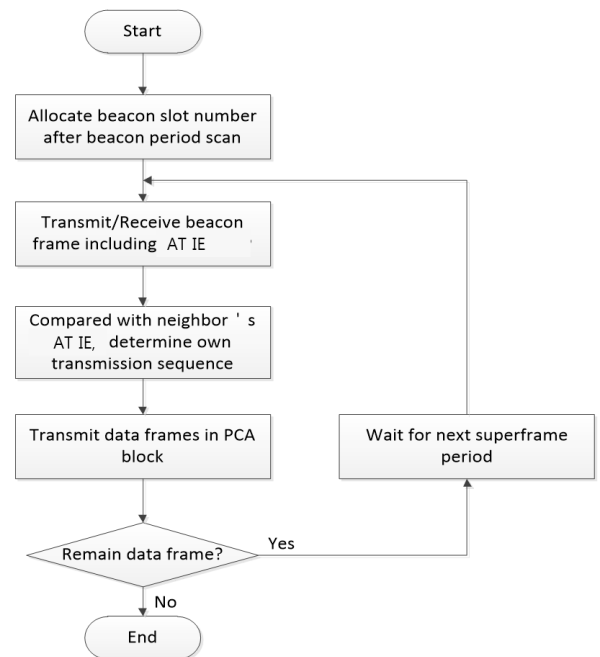 Start
Allocate beacon slot number
after beacon period scan
Transmit/Receive beacon
frame including AT IE
Compared with neighbor ' s
AT IE, determine own
transmission sequence
Transmit data frames in PCA
block
Wait for next superframe
period
Remain data frame?
Yes
No
End